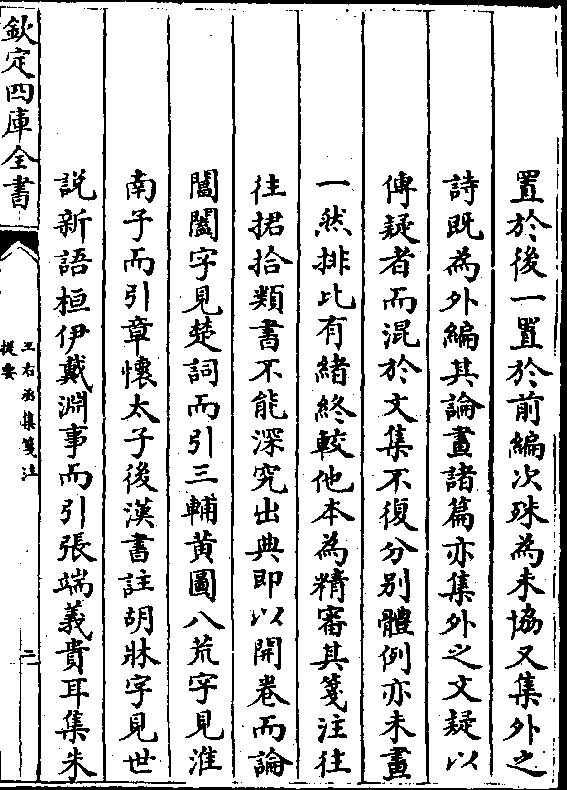 置於後一置於前編次殊為未協又集外之
詩既為外編其論畫諸篇亦集外之文疑以
傳疑者而混於文集不復分别體例亦未畫
一然排比有緒終較他本為精審其箋注往
往捃拾類書不能深究出典即以開卷而論
閶闔字見楚詞而引三輔黄圖八荒字見淮
南子而引章懷太子後漢書註胡牀字見世
説新語桓伊戴淵事而引張端義貴耳集朱
欽定四庫全書
王右丞集箋注
提要
二